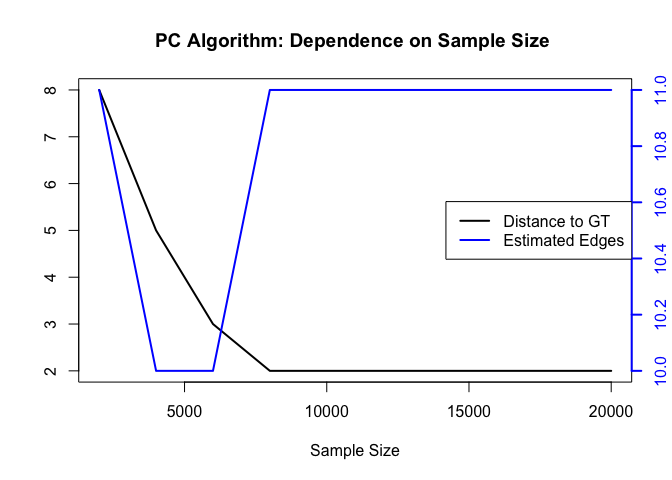 PC Algorithm: Dependence on Sample Size
8
7
6
5
4
3
2
11.0
10.8
10.6
10.4
10.2
10.0
Distance to GT
Estimated Edges
5000 10000 15000 20000
Sample Size